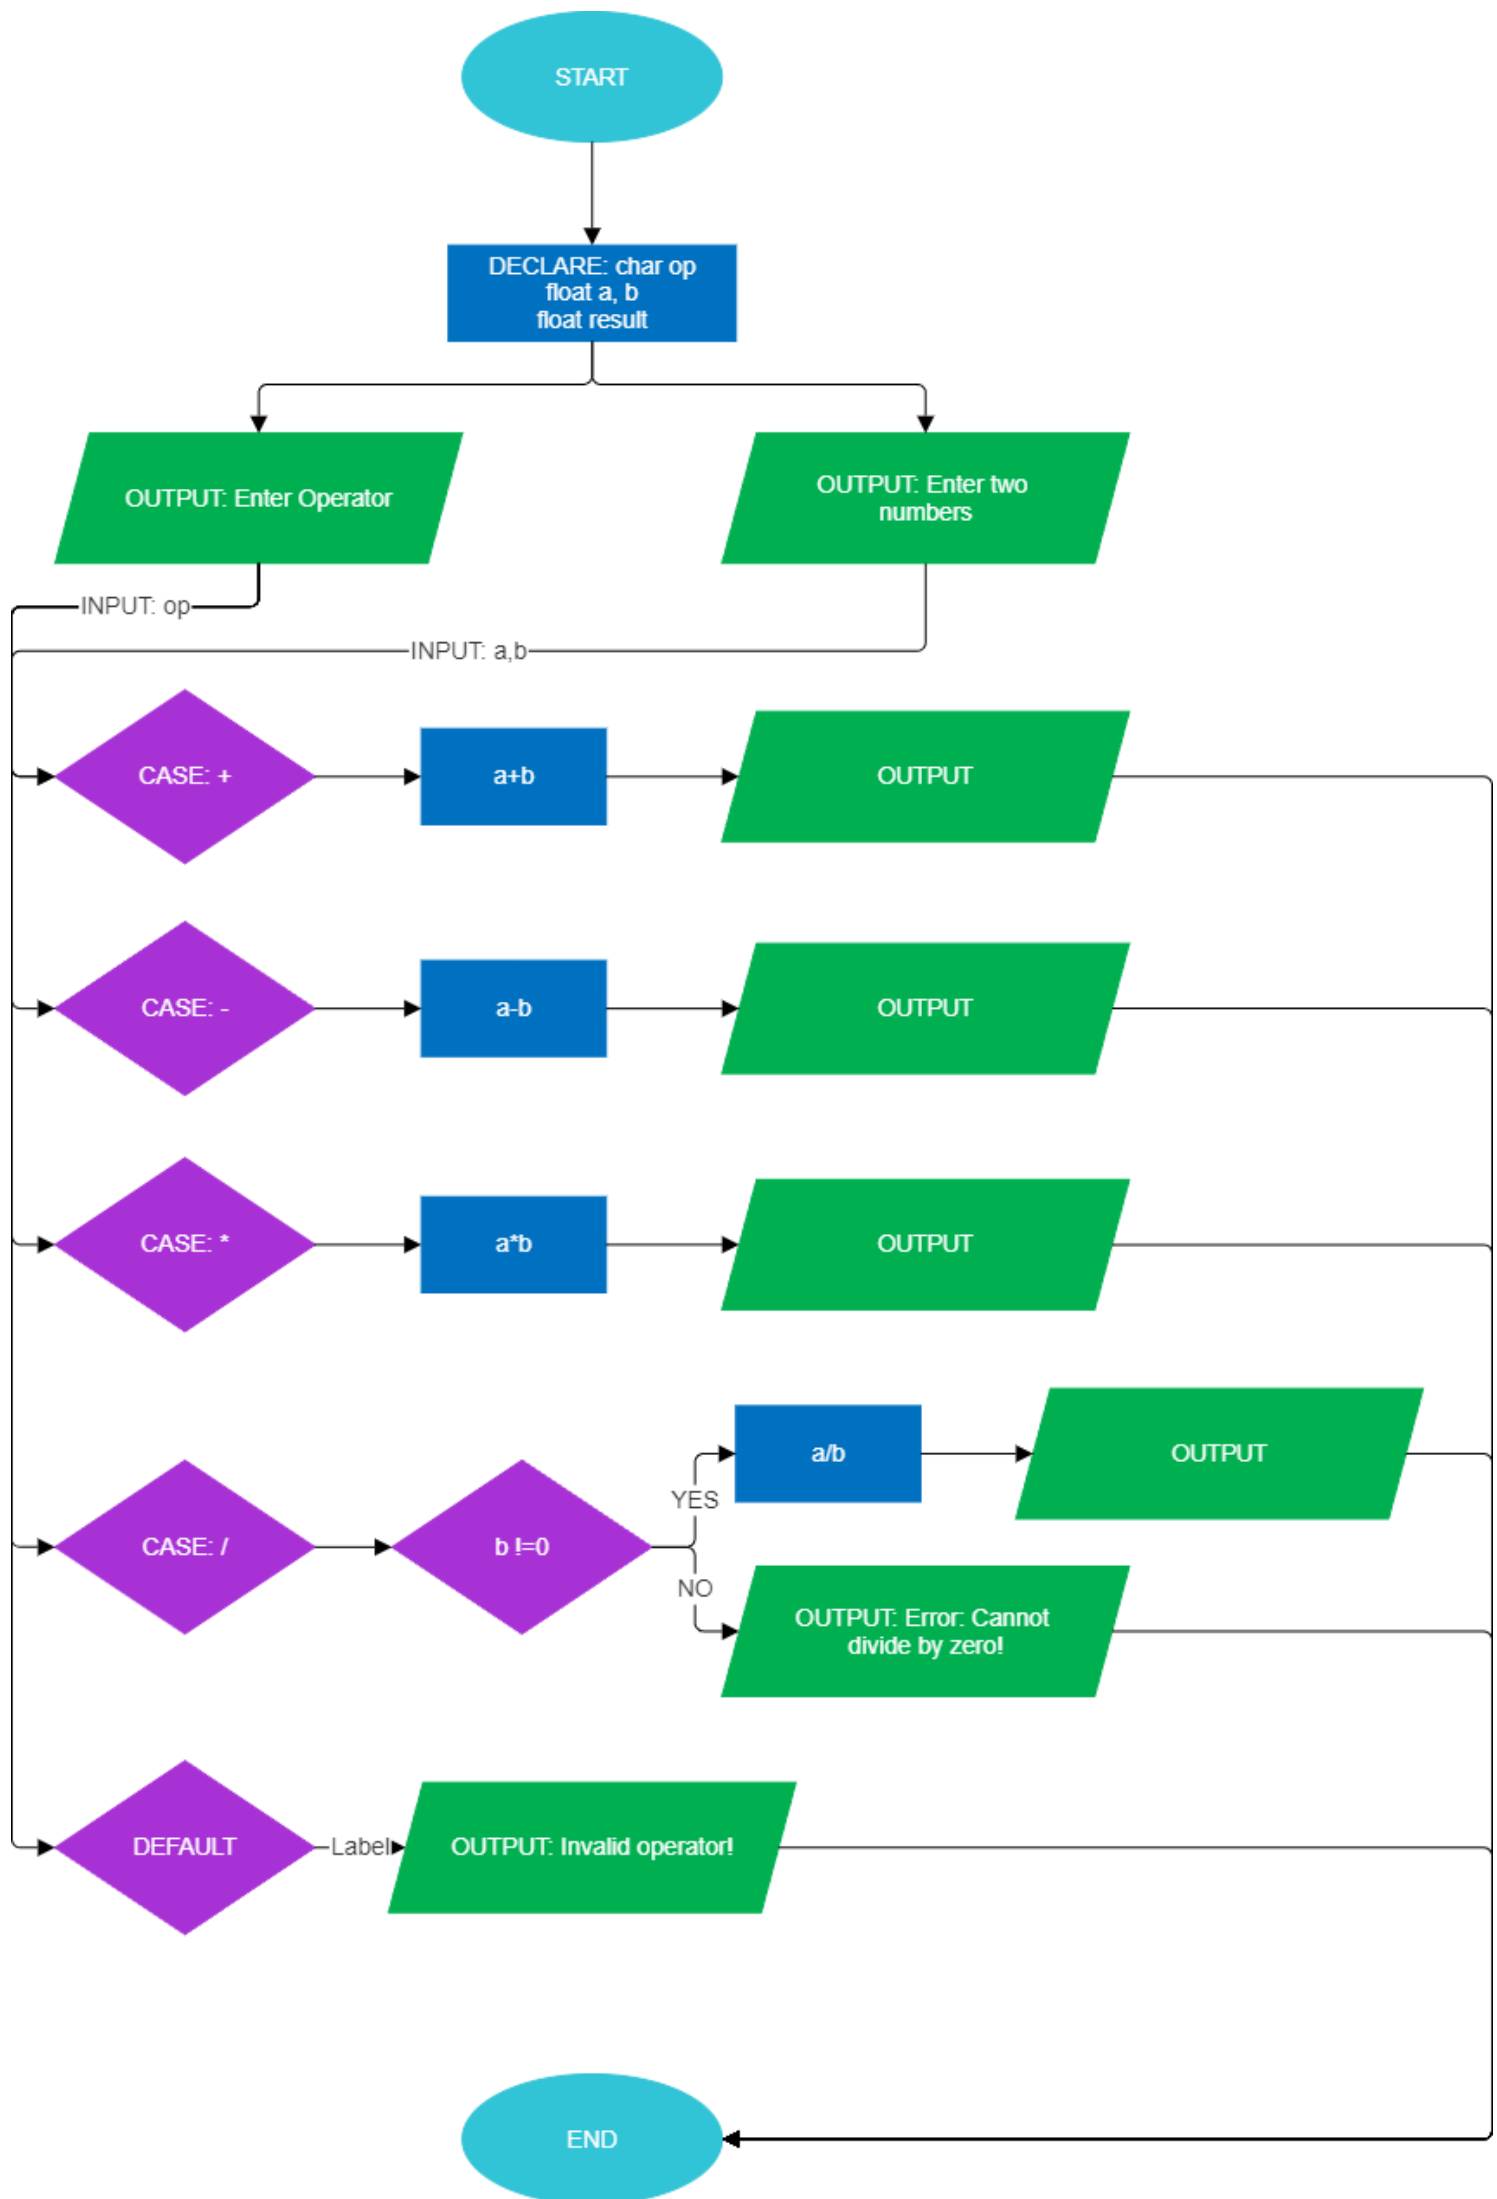 START
DECLARE: char op
float a, b
float result
OUTPUT: Enter Operator
OUTPUT: Enter two
numbers
INPUT: op
INPUT: a,b
CASE: +
a+b
OUTPUT
CASE: -
a-b
OUTPUT
CASE: *
a*b
OUTPUT
CASE: /
b !=0
YES
a/b
OUTPUT
NO
OUTPUT: Error: Cannot
divide by zero!
DEFAULT
Label
OUTPUT: Invalid operator!
END